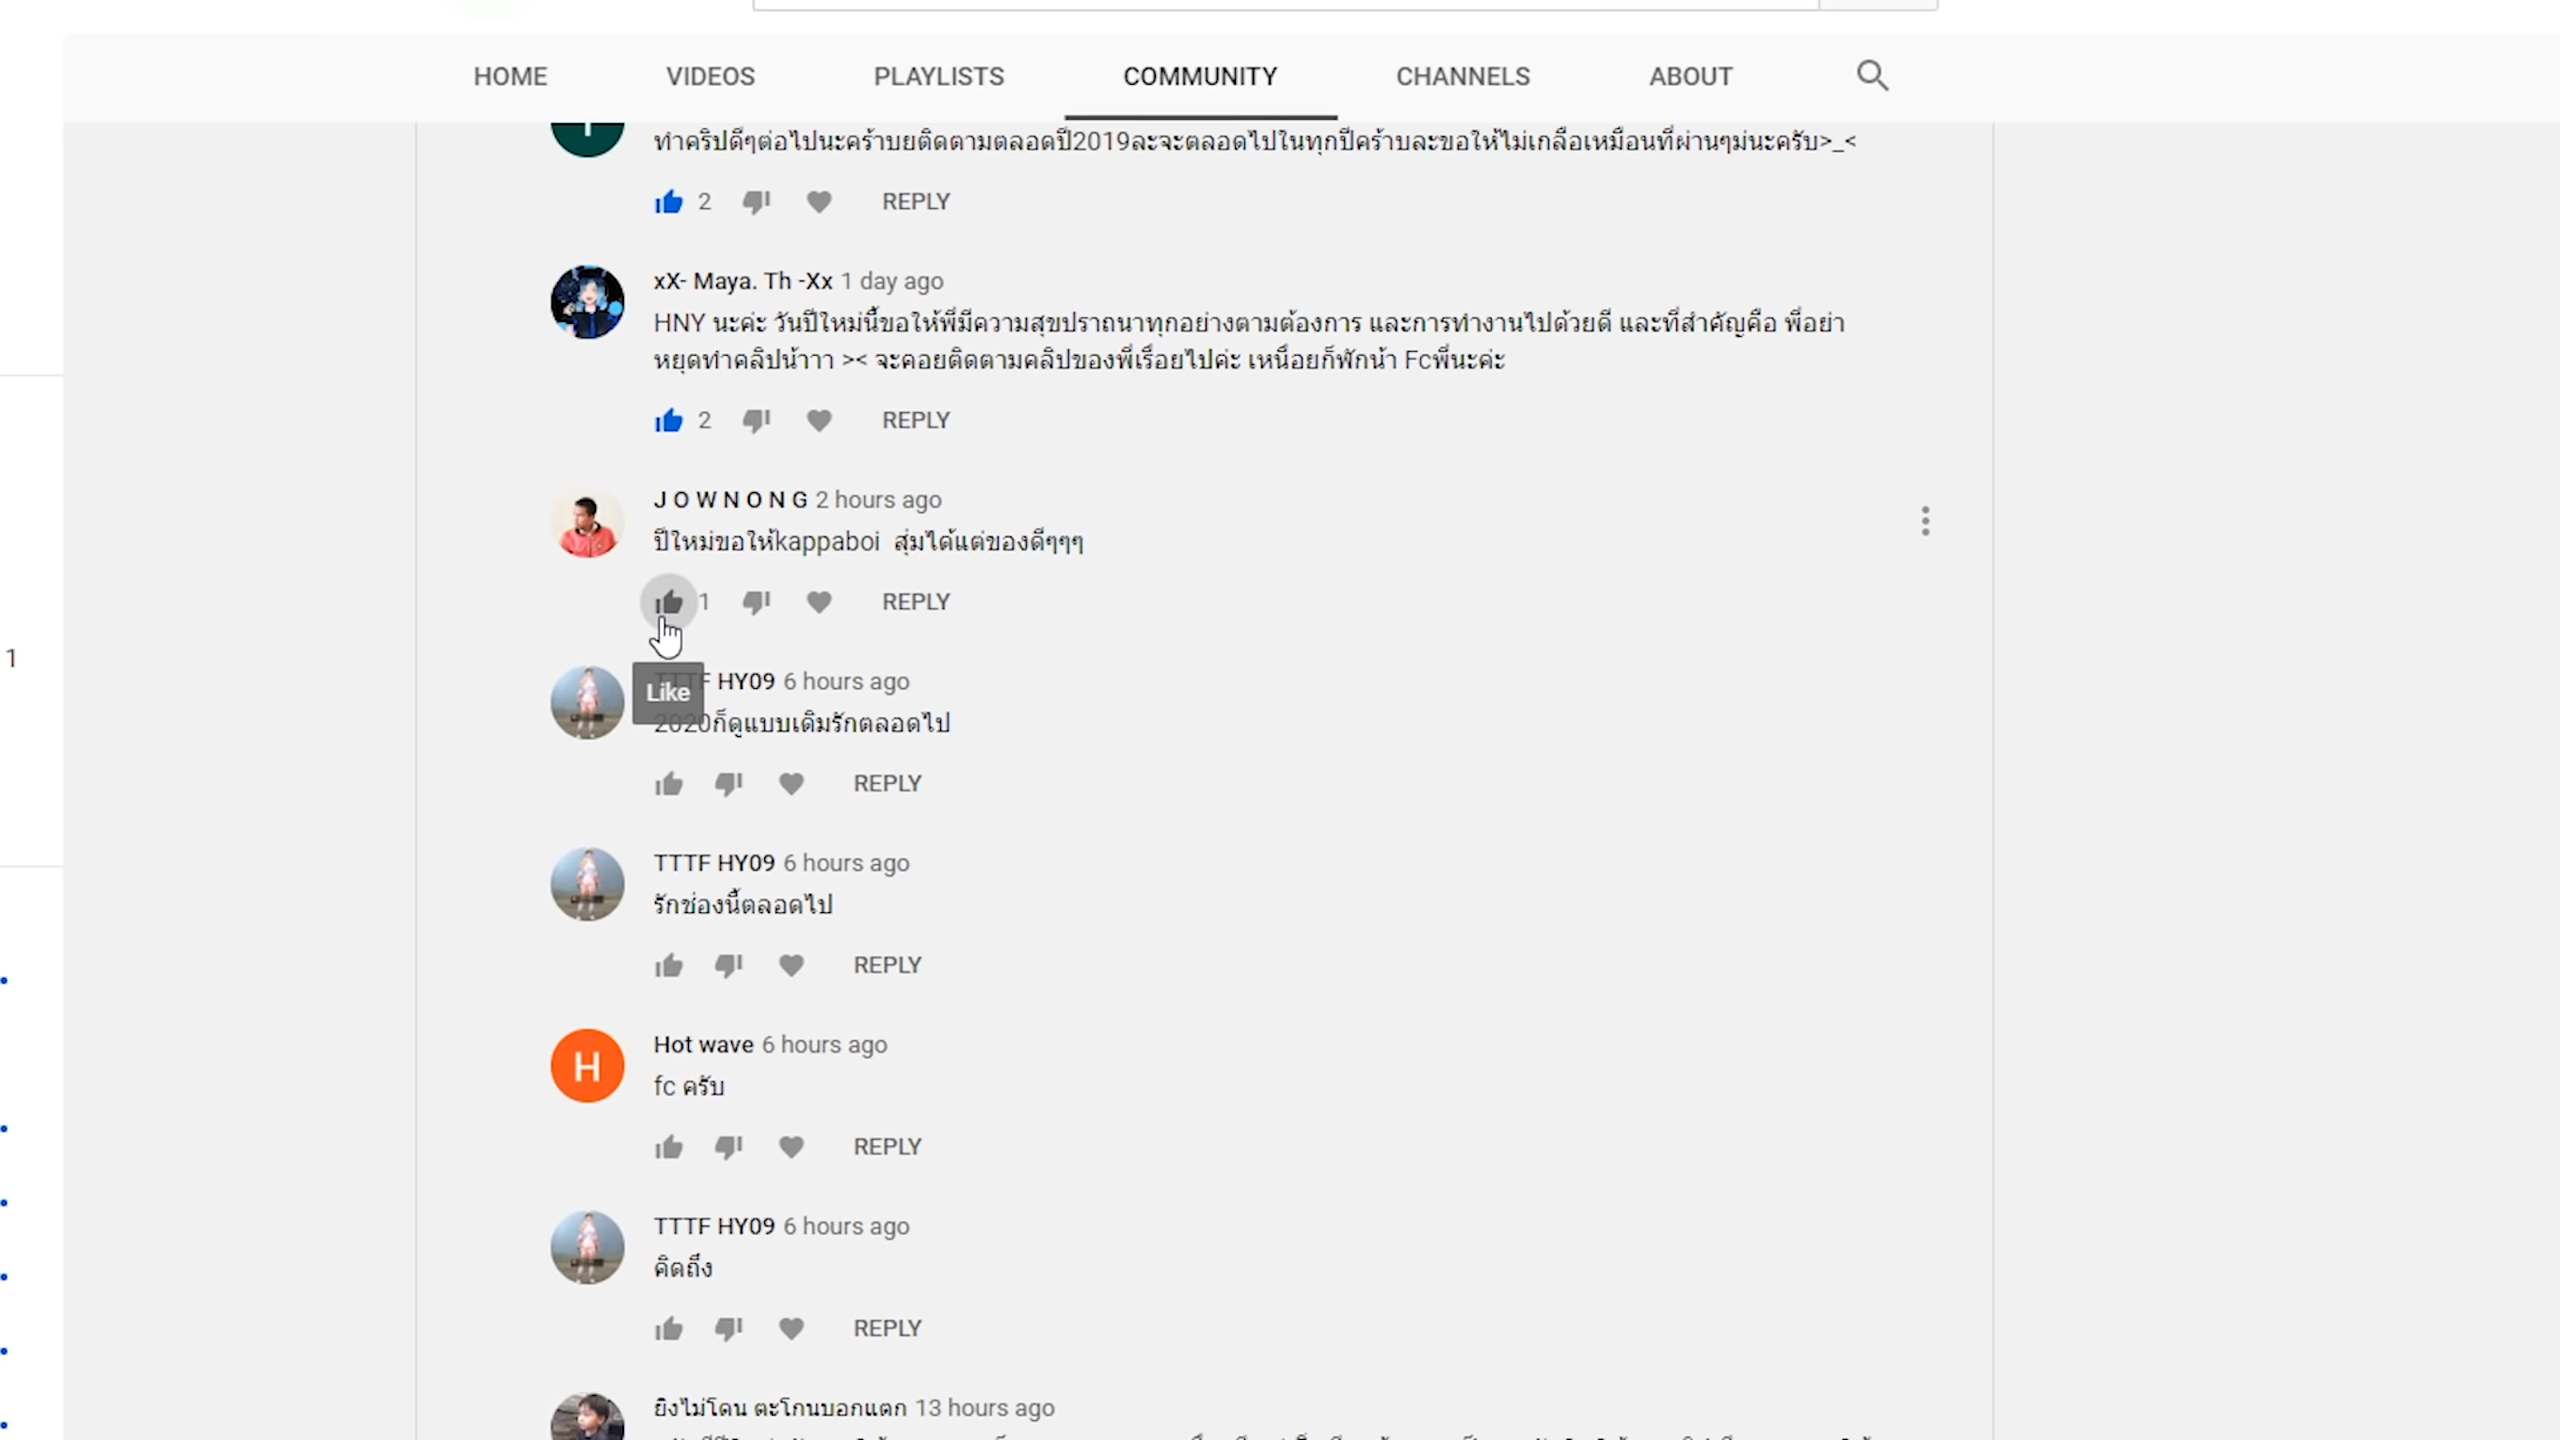 HOME VIDEOS PLAYLISTS COMMUNITY CHANNELS ABOUT
ทำคริปดีๆต่อไปนะคร้าบยติดตามตลอดปี2019ละจะตลอดไปในทุกปีคร้าบละขอให้ไม่เกลือเหมือนที่ผ่านๆม่นะครับ>_<
2 REPLY
xX- Maya. Th -Xx 1 day ago
HNY นะค่ะ วันปีใหม่นี้ขอให้พี่มีความสุขปราถนาทุกอย่างตามต้องการ และการทำงานไปด้วยดี และที่สำคัญคือ พี่อย่า
หยุดทำคลิปน้าาา >< จะคอยติดตามคลิปของพี่เรื่อยไปค่ะ เหนื่อยก็พักน้า Fcพี่นะค่ะ
2 REPLY
J O W N O N G 2 hours ago
ปีใหม่ขอให้kappaboi สุ่มได้แต่ของดีๆๆๆ
1 REPLY
1
Like
TTTF HY09 6 hours ago
2020ก็ดูแบบเดิมรักตลอดไป
REPLY
TTTF HY09 6 hours ago
รักช่องนี้ตลอดไป
REPLY
H
Hot wave 6 hours ago
fc ครับ
REPLY
TTTF HY09 6 hours ago
คิดถึง
REPLY
ยิงไม่โดน ตะโกนบอกแตก 13 hours ago